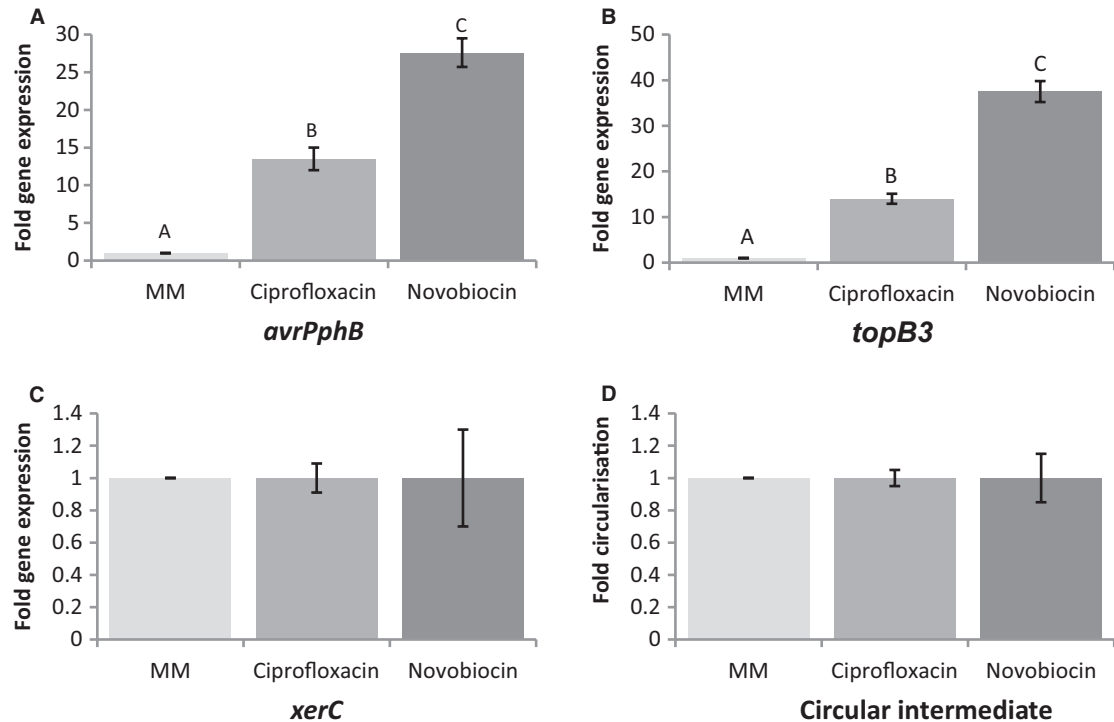 A
Fold gene expression
30
25
20
15
10
5
0
A
B
C
MM Ciprofloxacin Novobiocin
avrPphB
B
Fold gene expression
50
40
30
20
10
0
A
B
C
MM Ciprofloxacin Novobiocin
topB3
C
Fold gene expression
1.4
1.2
1
0.8
0.6
0.4
0.2
0
MM Ciprofloxacin Novobiocin
xerC
D
Fold circularisation
1.4
1.2
1
0.8
0.6
0.4
0.2
0
MM Ciprofloxacin Novobiocin
Circular intermediate